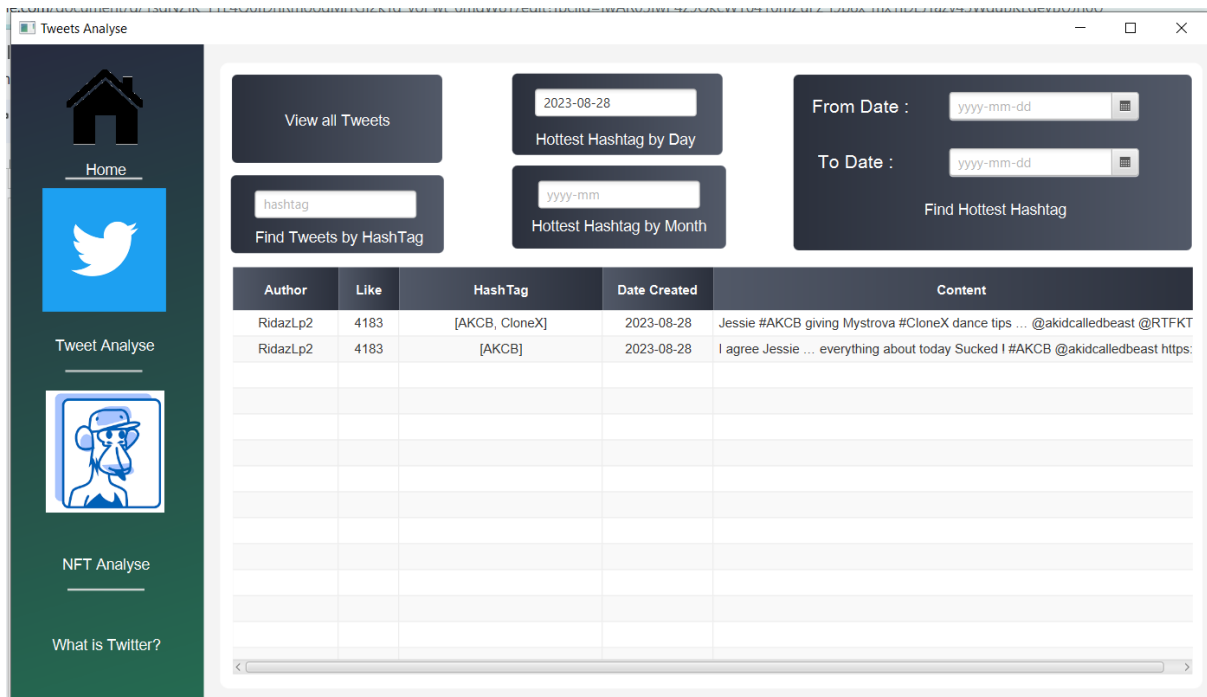 Tweets Analyse
Home
Tweet Analyse
NFT Analyse
What is Twitter?
View all Tweets
hashtag
Find Tweets by HashTag
2023-08-28
Hottest Hashtag by Day
yyyy-mm
Hottest Hashtag by Month
From Date : yyyy-mm-dd
To Date : yyyy-mm-dd
Find Hottest Hashtag
Author Like HashTag Date Created Content
RidazLp2 4183 [AKCB, CloneX] 2023-08-28 Jessie #AKCB giving Mystrova #CloneX dance tips … @akidcalledbeast @RTFKT
RidazLp2 4183 [AKCB] 2023-08-28 I agree Jessie … everything about today Sucked ! #AKCB @akidcalledbeast https: